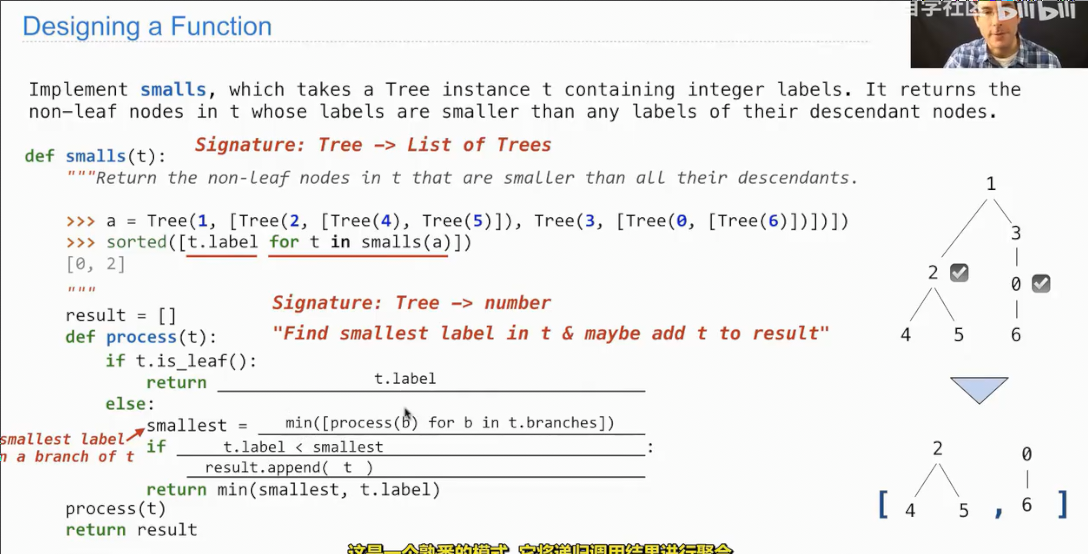 自学社区 bilibili
Designing a Function
Implement smalls, which takes a Tree instance t containing integer labels. It returns the
non-leaf nodes in t whose labels are smaller than any labels of their descendant nodes.
Signature: Tree -> List of Trees
def smalls(t):
"""Return the non-leaf nodes in t that are smaller than all their descendants.
>>> a = Tree(1, [Tree(2, [Tree(4), Tree(5)]), Tree(3, [Tree(0, [Tree(6)])])])
>>> sorted([t.label for t in smalls(a)])
[0, 2]
"""
result = []
Signature: Tree -> number
def process(t):
"Find smallest label in t & maybe add t to result"
if t.is_leaf():
return t.label
else:
smallest = min([process(b) for b in t.branches])
smallest label
n a branch of t
if t.label < smallest :
result.append( t )
return min(smallest, t.label)
process(t)
return result
1
3
2
0
4 5 6
2 0
[ 4 5 , 6 ]
这是一个熟悉的模式,它将递归调用结果进行聚合